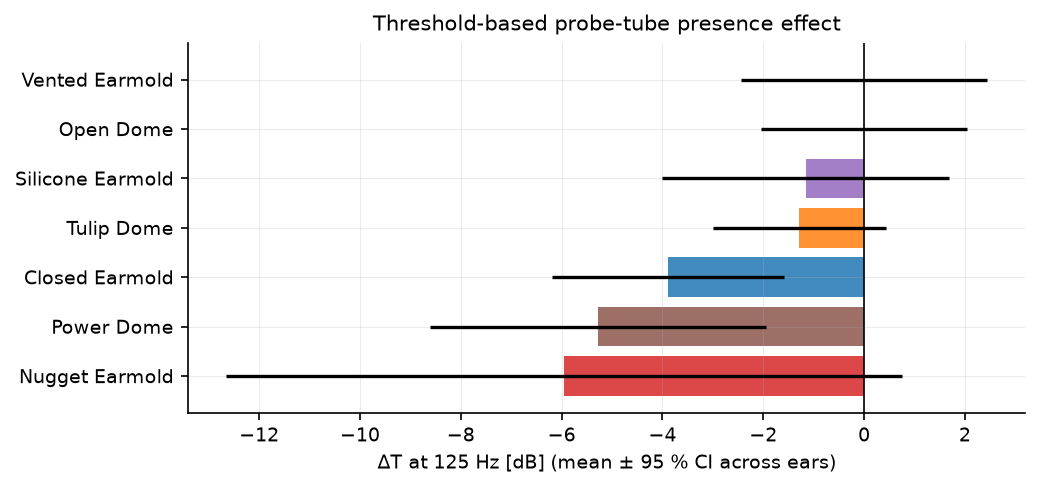 Threshold-based probe-tube presence effect
Vented Earmold
Open Dome
Silicone Earmold
Tulip Dome
Closed Earmold
Power Dome
Nugget Earmold
−12 −10 −8 −6 −4 −2 0 2
ΔT at 125 Hz [dB] (mean ± 95 % CI across ears)